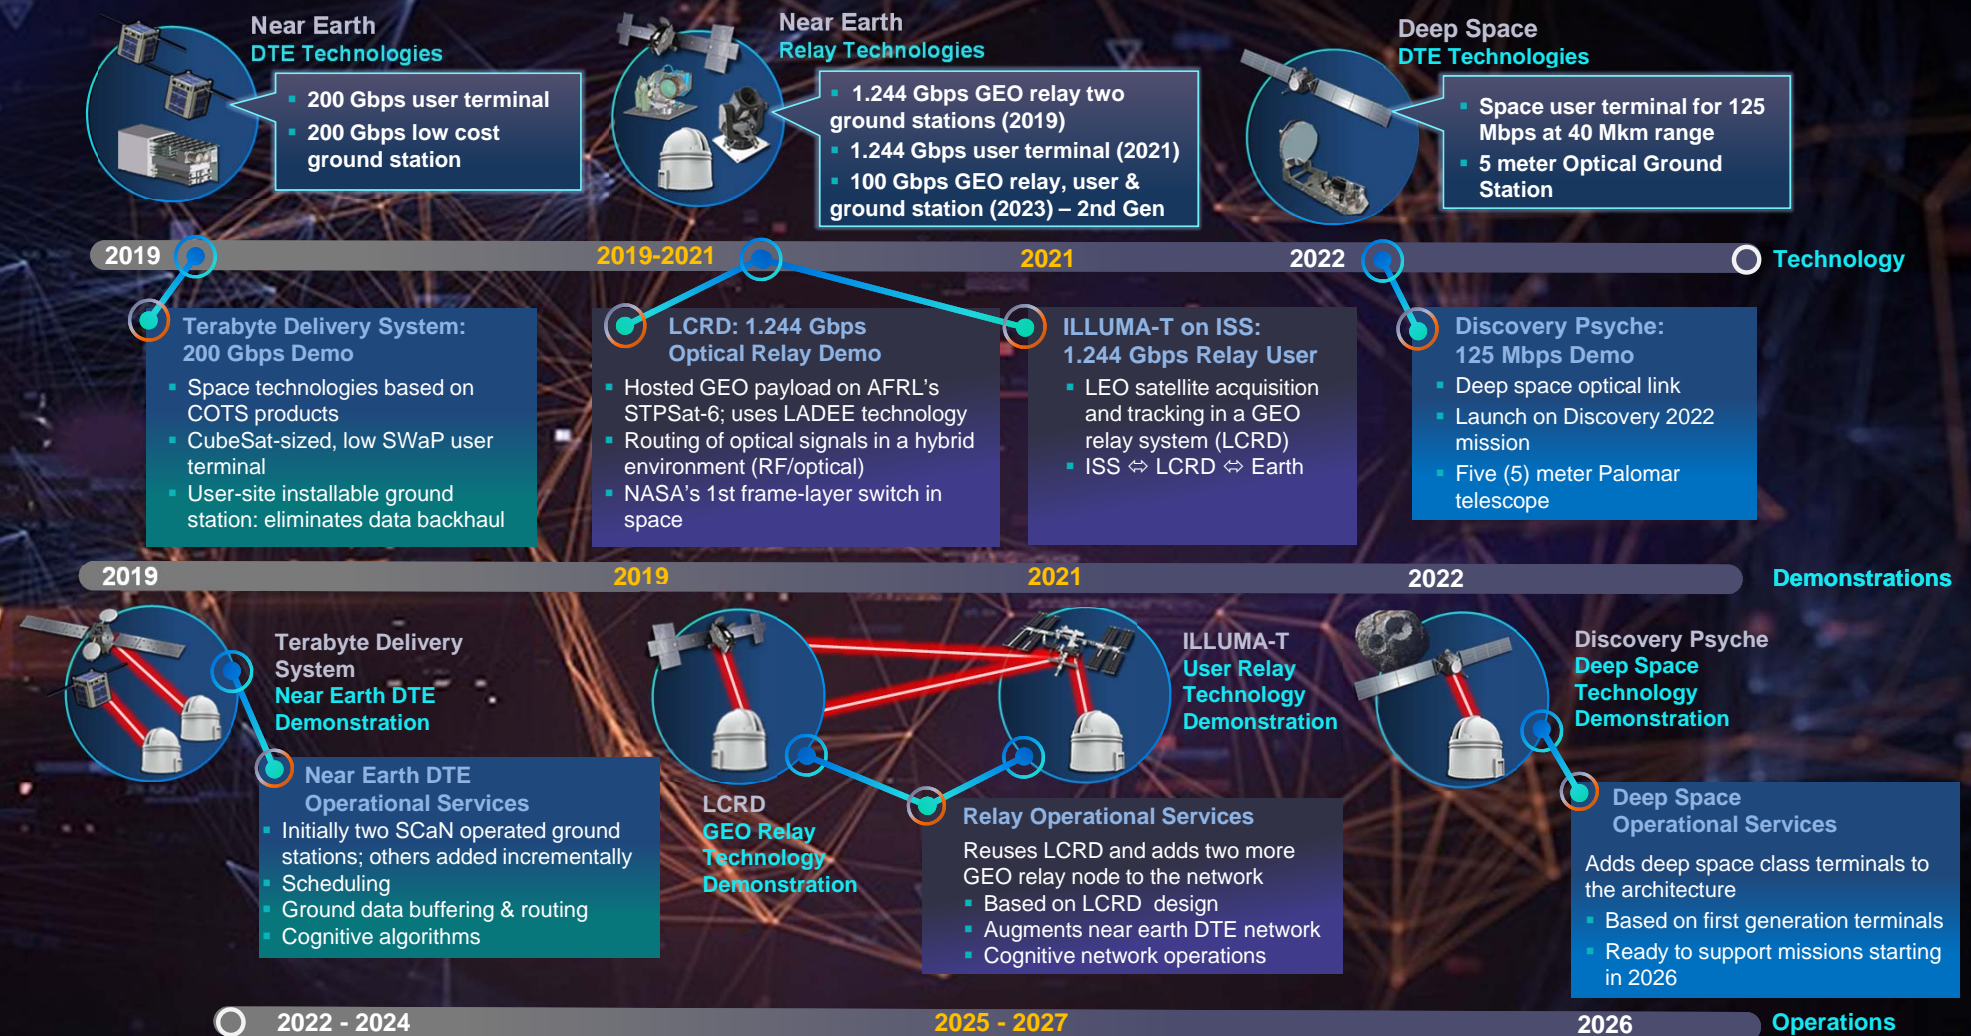 Near Earth
DTE Technologies
▪ 200 Gbps user terminal
▪ 200 Gbps low cost
ground station
Near Earth
Relay Technologies
▪ 1.244 Gbps GEO relay two
ground stations (2019)
▪ 1.244 Gbps user terminal (2021)
▪ 100 Gbps GEO relay, user &
ground station (2023) – 2nd Gen
Deep Space
DTE Technologies
▪ Space user terminal for 125
Mbps at 40 Mkm range
▪ 5 meter Optical Ground
Station
2019
2019-2021
2021
2022
Technology
Terabyte Delivery System:
200 Gbps Demo
▪ Space technologies based on
COTS products
▪ CubeSat-sized, low SWaP user
terminal
▪ User-site installable ground
station: eliminates data backhaul
LCRD: 1.244 Gbps
Optical Relay Demo
▪ Hosted GEO payload on AFRL's
STPSat-6; uses LADEE technology
▪ Routing of optical signals in a hybrid
environment (RF/optical)
▪ NASA's 1st frame-layer switch in
space
ILLUMA-T on ISS:
1.244 Gbps Relay User
▪ LEO satellite acquisition
and tracking in a GEO
relay system (LCRD)
▪ ISS ⇔ LCRD ⇔ Earth
Discovery Psyche:
125 Mbps Demo
▪ Deep space optical link
▪ Launch on Discovery 2022
mission
▪ Five (5) meter Palomar
telescope
2019
2019
2021
2022
Demonstrations
Terabyte Delivery
System
Near Earth DTE
Demonstration
Near Earth DTE
Operational Services
▪ Initially two SCaN operated ground
stations; others added incrementally
▪ Scheduling
▪ Ground data buffering & routing
▪ Cognitive algorithms
LCRD
GEO Relay
Technology
Demonstration
ILLUMA-T
User Relay
Technology
Demonstration
Relay Operational Services
Reuses LCRD and adds two more
GEO relay node to the network
▪ Based on LCRD design
▪ Augments near earth DTE network
▪ Cognitive network operations
Discovery Psyche
Deep Space
Technology
Demonstration
Deep Space
Operational Services
Adds deep space class terminals to
the architecture
▪ Based on first generation terminals
▪ Ready to support missions starting
in 2026
2022 - 2024
2025 - 2027
2026
Operations